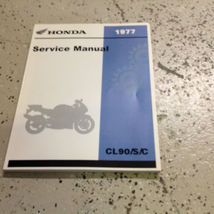 HONDA
1977
Service Manual
CL90/S/C